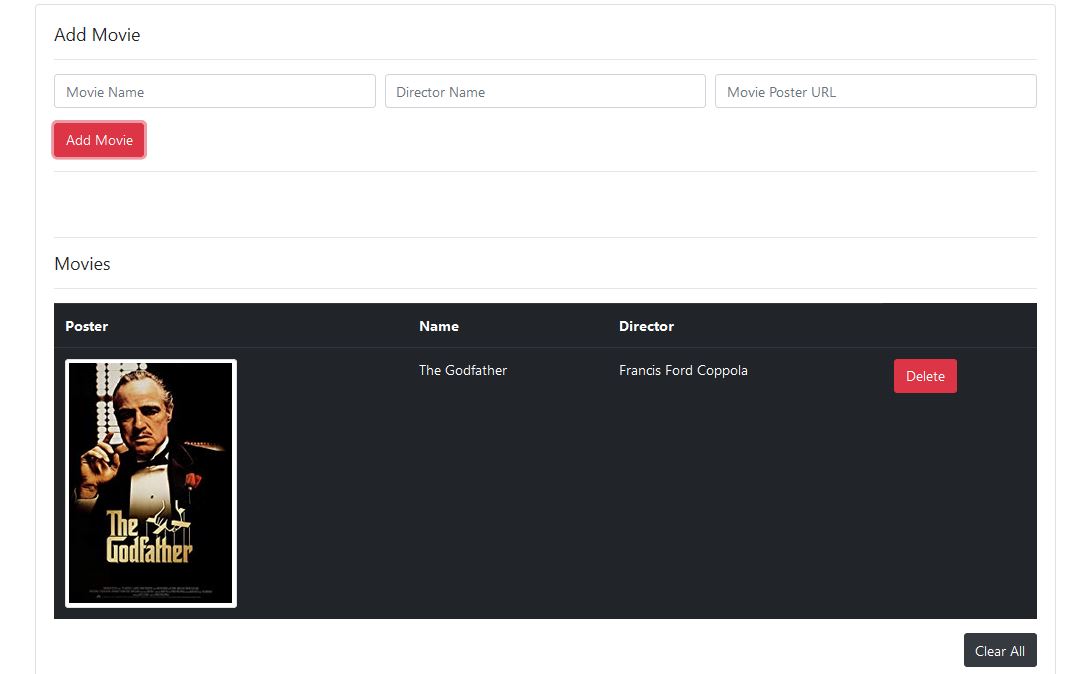 Add Movie
Movie Name Director Name Movie Poster URL
Add Movie
Movies
Poster Name Director
The Godfather Francis Ford Coppola Delete
The
Godfather
Clear All